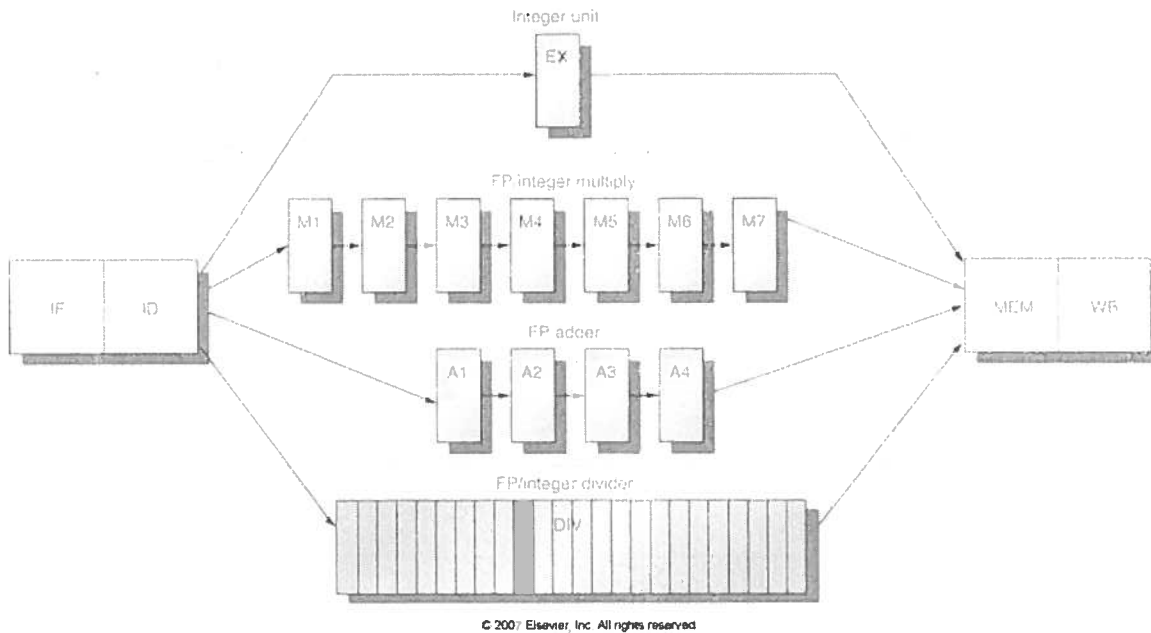 Integer unit
EX
FP/integer multiply
M1 M2 M3 M4 M5 M6 M7
IF ID
MEM WB
FP adder
A1 A2 A3 A4
FP/integer divider
DIV
© 2007 Elsevier, Inc. All rights reserved